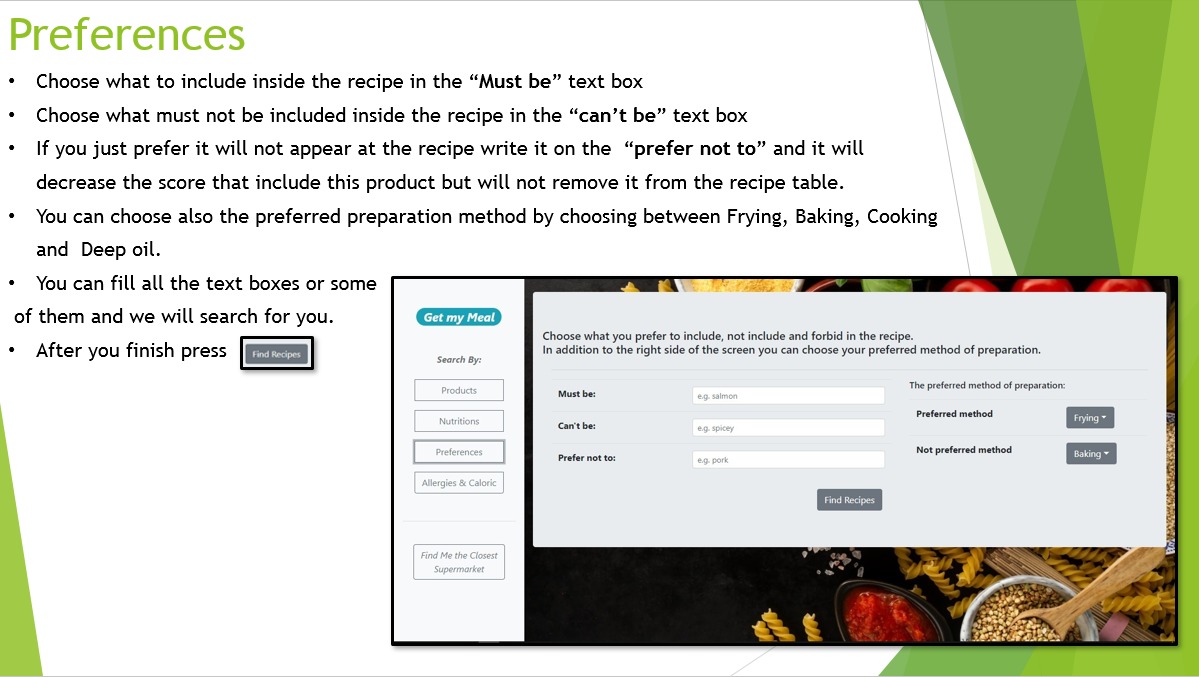 Preferences
• Choose what to include inside the recipe in the “Must be” text box
• Choose what must not be included inside the recipe in the “can’t be” text box
• If you just prefer it will not appear at the recipe write it on the “prefer not to” and it will
decrease the score that include this product but will not remove it from the recipe table.
• You can choose also the preferred preparation method by choosing between Frying, Baking, Cooking
and Deep oil.
• You can fill all the text boxes or some
of them and we will search for you.
• After you finish press Find Recipes
Get my Meal
Search By:
Products
Nutritions
Preferences
Allergies & Caloric
Find Me the Closest
Supermarket
Choose what you prefer to include, not include and forbid in the recipe.
In addition to the right side of the screen you can choose your preferred method of preparation.
Must be: e.g. salmon
Can't be: e.g. spicey
Prefer not to: e.g. pork
Find Recipes
The preferred method of preparation:
Preferred method Frying
Not preferred method Baking